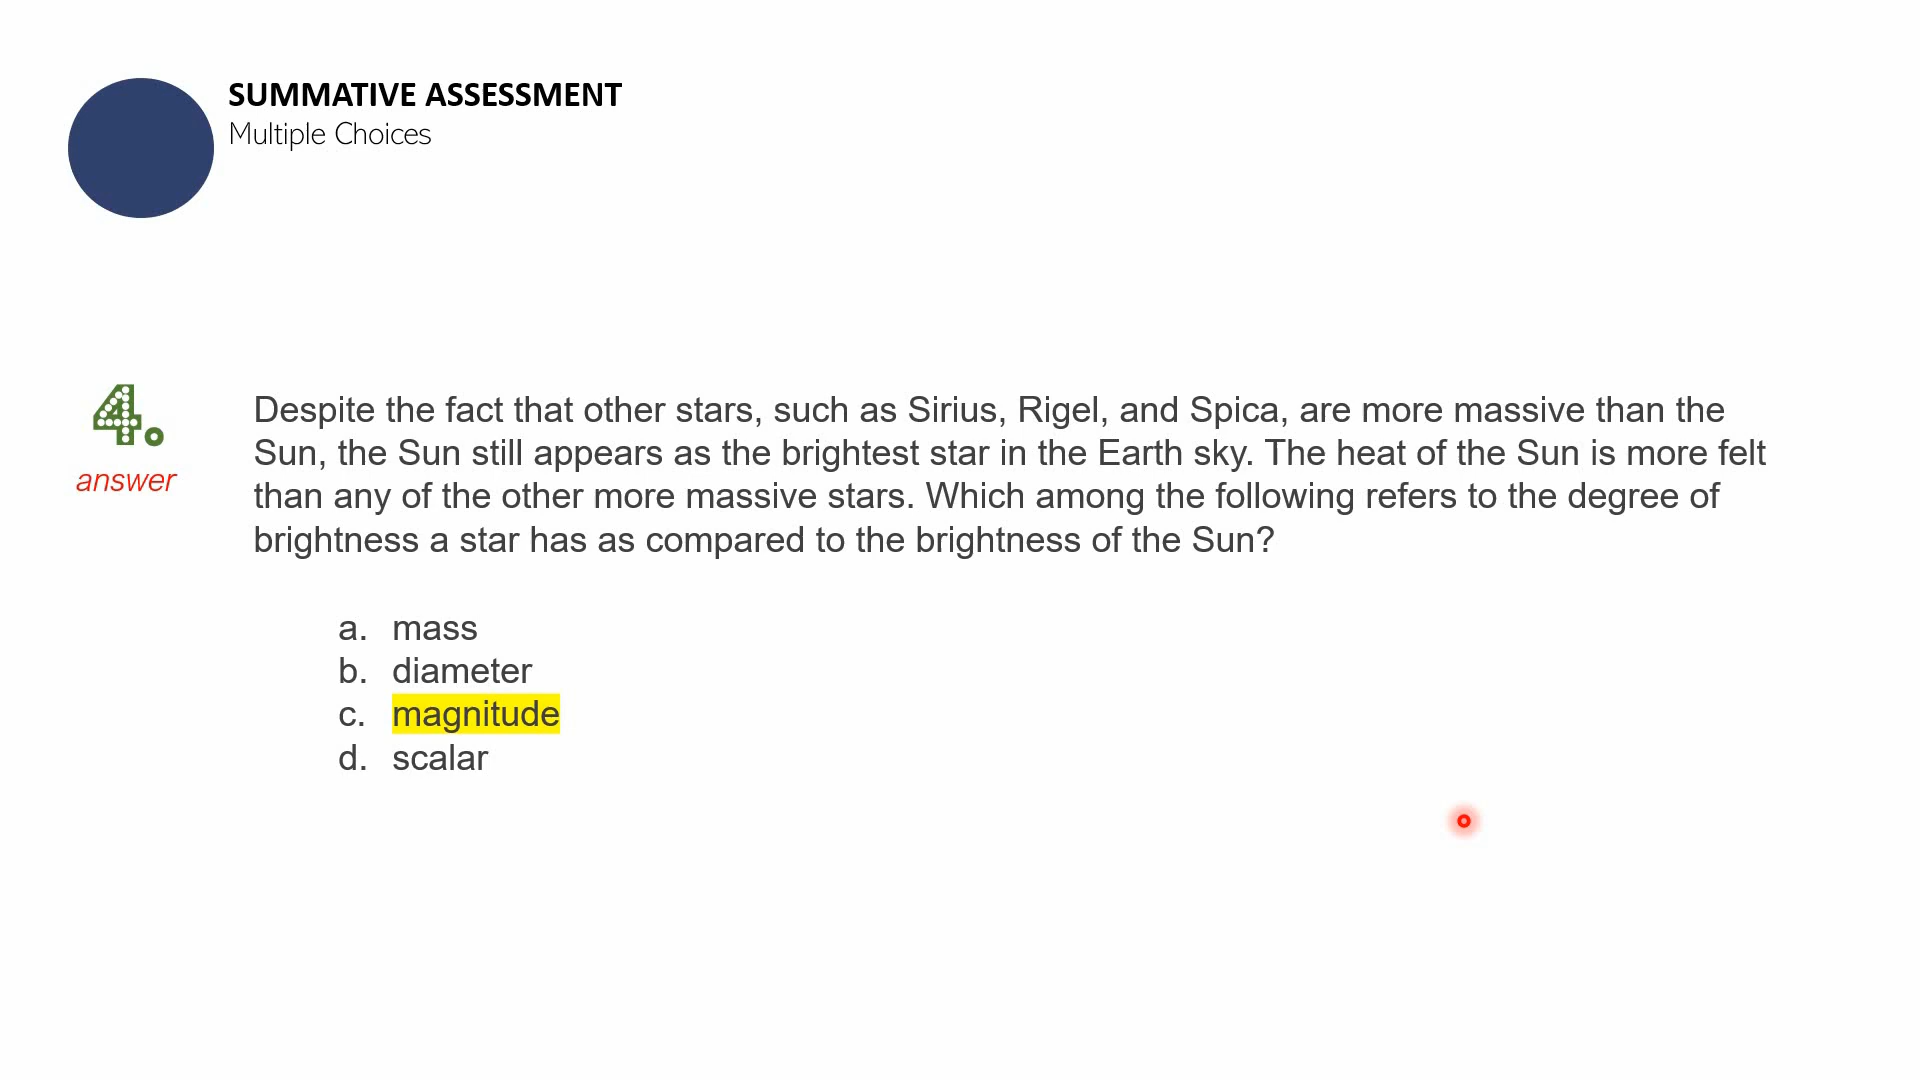 SUMMATIVE ASSESSMENT
Multiple Choices
4.
answer
Despite the fact that other stars, such as Sirius, Rigel, and Spica, are more massive than the
Sun, the Sun still appears as the brightest star in the Earth sky. The heat of the Sun is more felt
than any of the other more massive stars. Which among the following refers to the degree of
brightness a star has as compared to the brightness of the Sun?
a. mass
b. diameter
c. magnitude
d. scalar